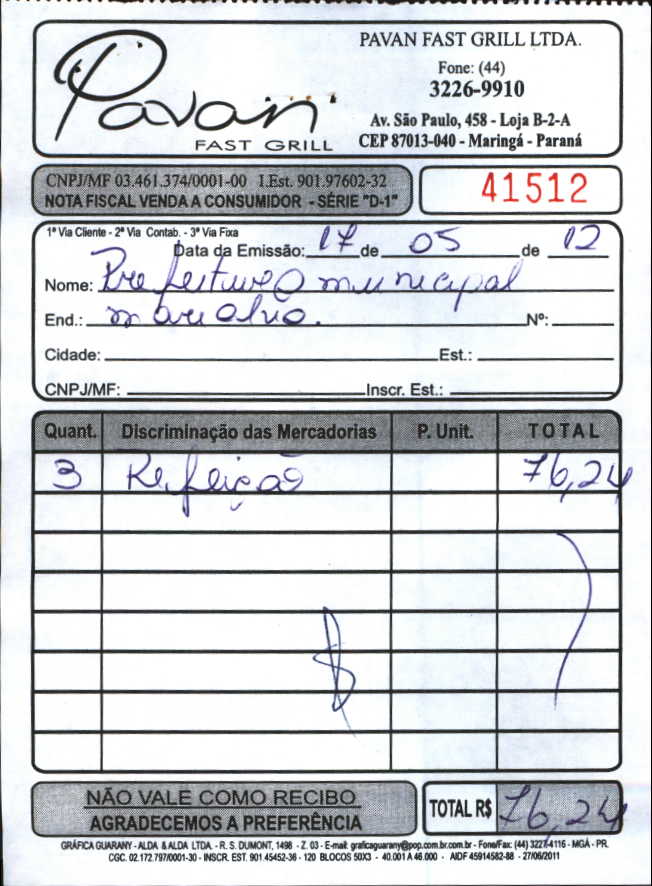 Pavan
FAST GRILL
PAVAN FAST GRILL LTDA.
Fone: (44)
3226-9910
Av. São Paulo, 458 - Loja B-2-A
CEP 87013-040 - Maringá - Paraná
CNPJ/MF 03.461.374/0001-00 I.Est. 901.97602-32
NOTA FISCAL VENDA A CONSUMIDOR - SÉRIE "D-1"
41512
1ª Via Cliente - 2ª Via Contab. - 3ª Via Fixa
Data da Emissão: 17 de 05 de 12
Nome: Prefeitura municipal
End.: Nº:
Cidade: Est.:
CNPJ/MF: Inscr. Est.:
Quant. Discriminação das Mercadorias P. Unit. TOTAL
3 Refeição 76,24
NÃO VALE COMO RECIBO
AGRADECEMOS A PREFERÊNCIA
TOTAL R$ 76,24
GRÁFICA GUARANY - ALDA & ALDA LTDA. - R. S. DUMONT, 1498 - Z. 03 - E-mail: graficaguarany@pop.com.br.com.br - Fone/Fax: (44) 3227-4116 - MGÁ - PR.
CGC. 02.172.797/0001-30 - INSCR. EST. 901.45452-36 - 120 BLOCOS 50X3 - 40.001 A 46.000 - AIDF 45914582-88 - 27/06/2011